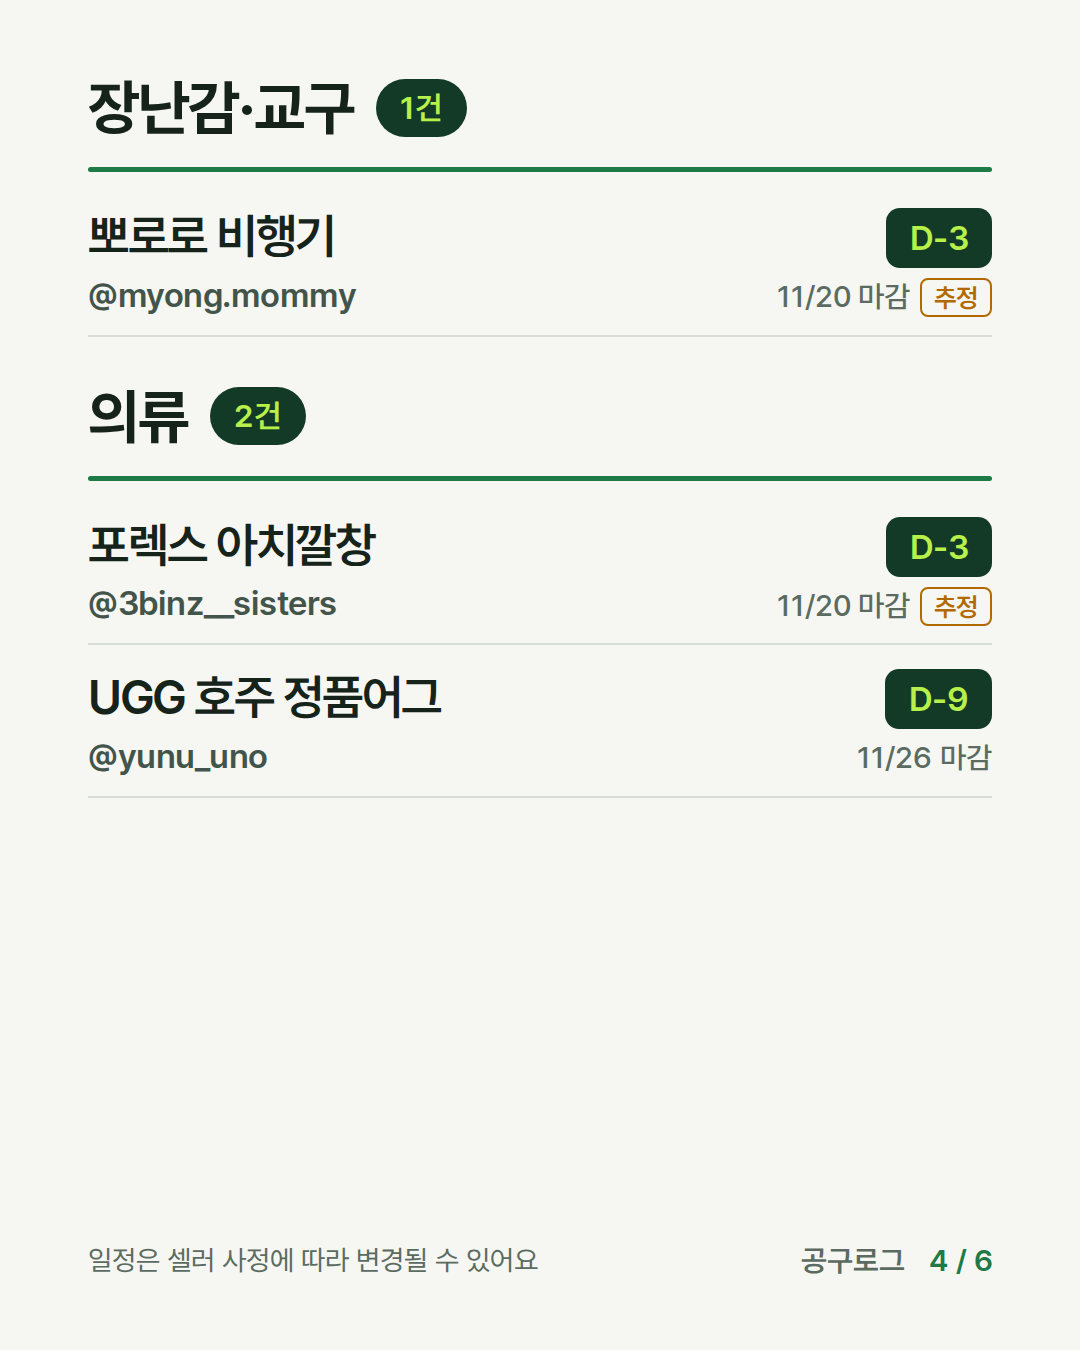 장난감·교구 1건
뽀로로 비행기 D-3
@myong.mommy 11/20 마감 추정
의류 2건
포렉스 아치깔창 D-3
@3binz__sisters 11/20 마감 추정
UGG 호주 정품어그 D-9
@yunu_uno 11/26 마감
일정은 셀러 사정에 따라 변경될 수 있어요 공구로그 4 / 6